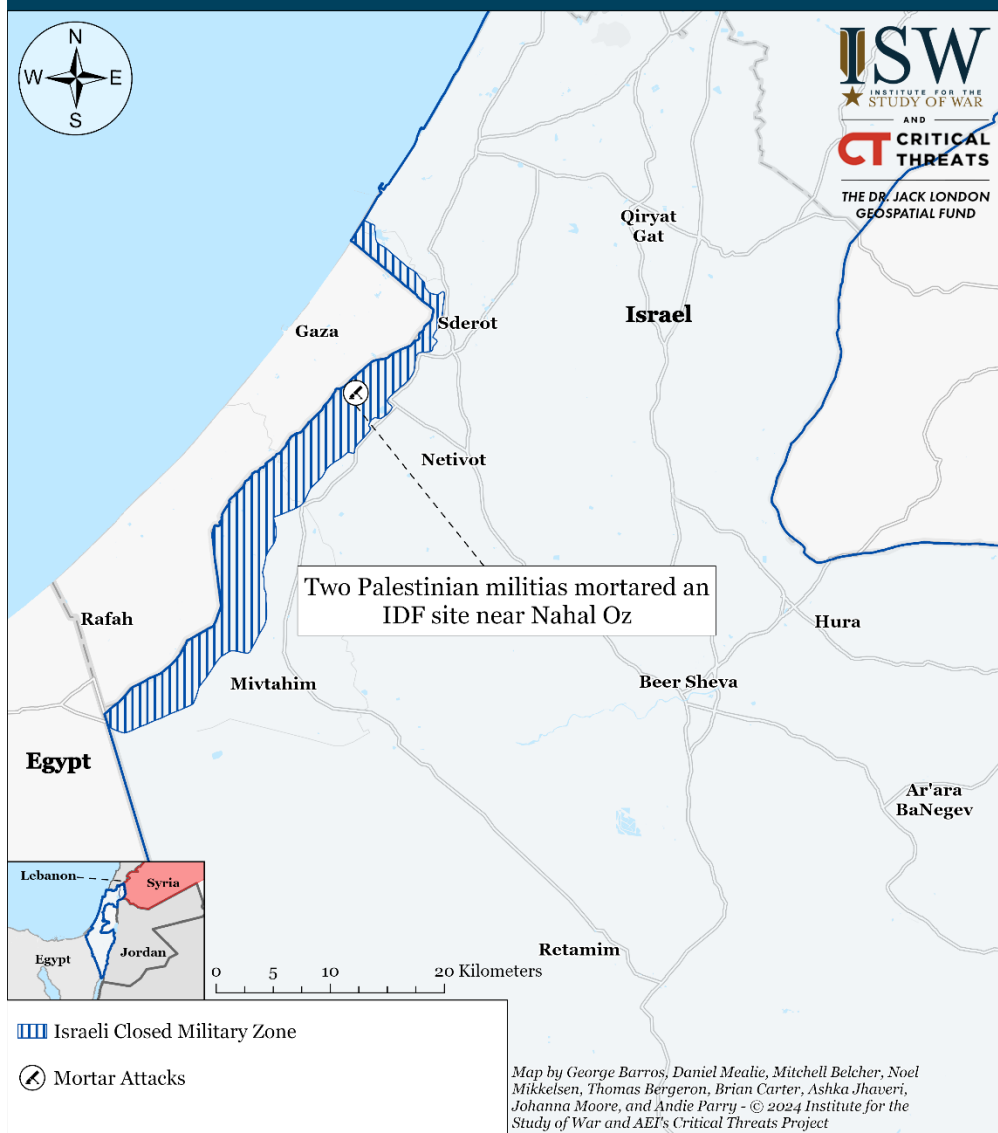 N
W E
S
ISW
INSTITUTE FOR THE
STUDY OF WAR
AND
CT CRITICAL
THREATS
THE DR. JACK LONDON
GEOSPATIAL FUND
Qiryat
Gat
Israel
Gaza
Sderot
Netivot
Two Palestinian militias mortared an
IDF site near Nahal Oz
Rafah
Hura
Mivtahim
Beer Sheva
Egypt
Ar'ara
BaNegev
Lebanon
Syria
Egypt
Jordan
Retamim
0 5 10 20 Kilometers
Israeli Closed Military Zone
Mortar Attacks
Map by George Barros, Daniel Mealie, Mitchell Belcher, Noel
Mikkelsen, Thomas Bergeron, Brian Carter, Ashka Jhaveri,
Johanna Moore, and Andie Parry - © 2024 Institute for the
Study of War and AEI's Critical Threats Project